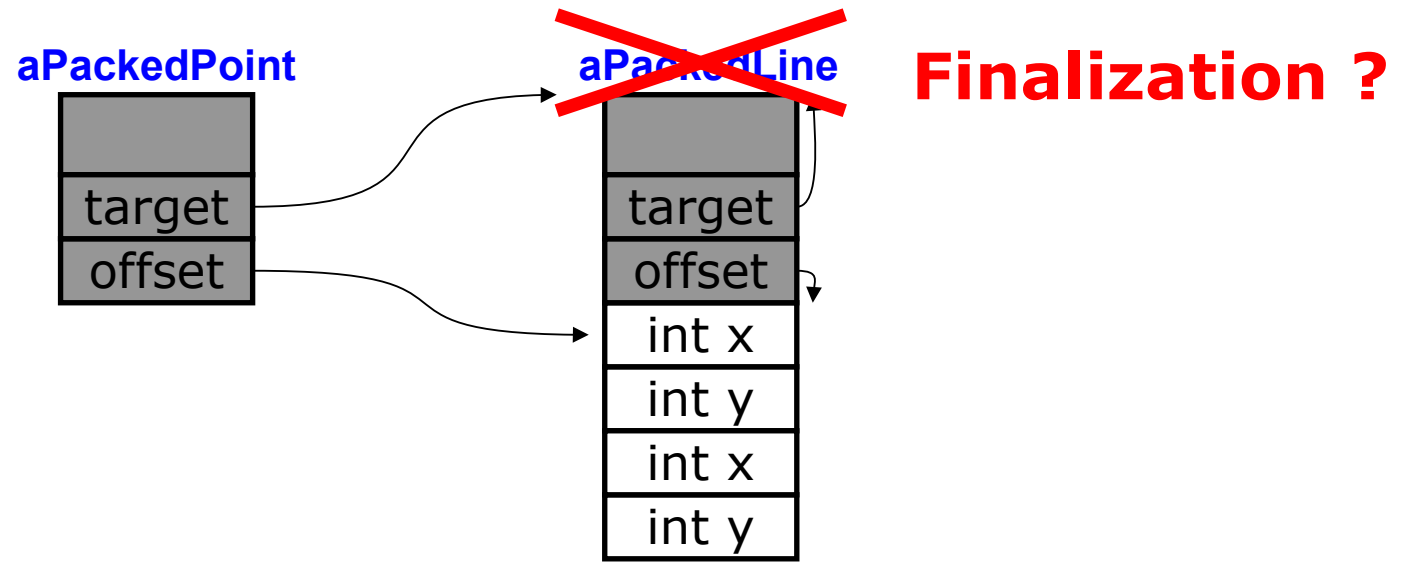 aPackedPoint
aPackedLine
Finalization ?
target
offset
target
offset
int x
int y
int x
int y